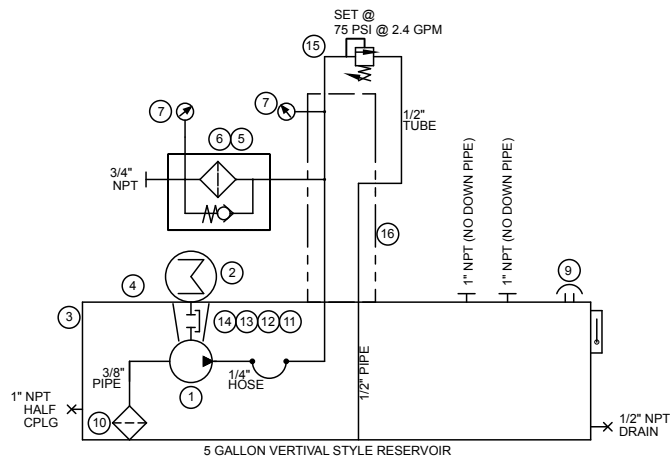 SET @
75 PSI @ 2.4 GPM
15
7
7
6 5
1/2"
TUBE
3/4"
NPT
1" NPT (NO DOWN PIPE)
1" NPT (NO DOWN PIPE)
16
4
2
9
3
14 13 12 11
3/8"
PIPE
1/4"
HOSE
1
1/2" PIPE
1" NPT
HALF
CPLG
10
1/2" NPT
DRAIN
5 GALLON VERTIVAL STYLE RESERVOIR